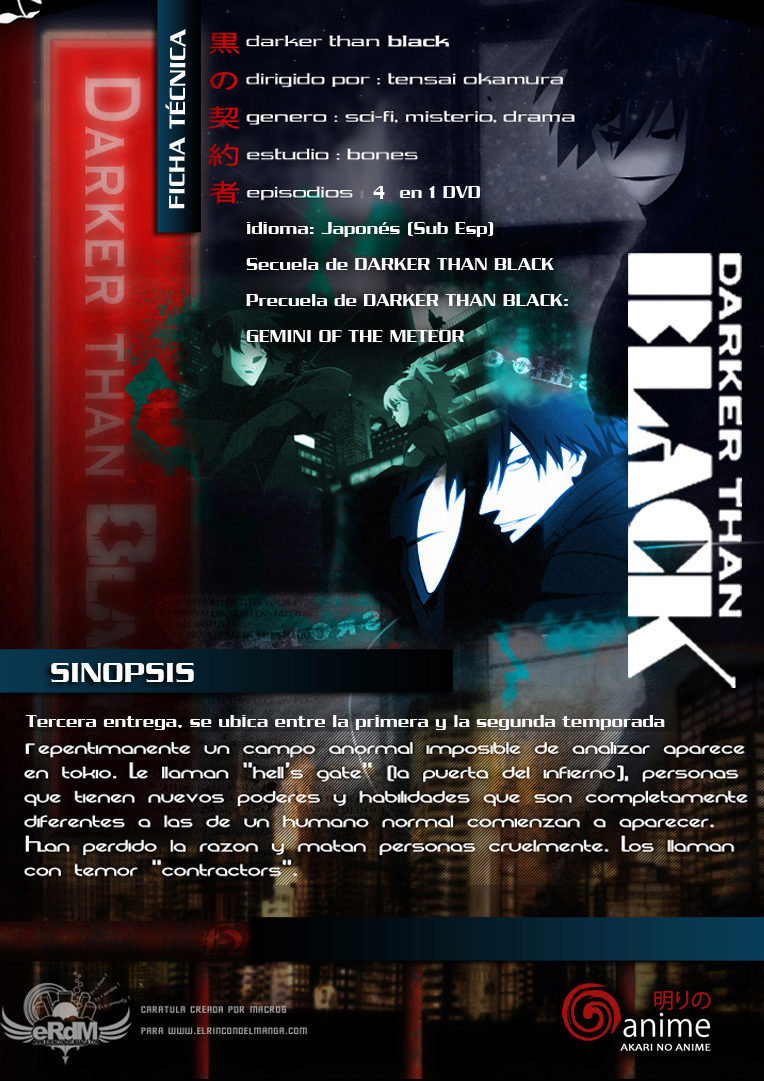 FICHA TÉCNICA
黒の契約者
darker than black
dirigido por : tensai okamura
genero : sci-fi, misterio, drama
estudio : bones
episodios : 4 en 1 DVD
idioma: Japonés (Sub Esp)
Secuela de DARKER THAN BLACK
Precuela de DARKER THAN BLACK:
GEMINI OF THE METEOR
DARKER THAN BLA
DARKER THAN
BLACK
SINOPSIS
Tercera entrega, se ubica entre la primera y la segunda temporada
repentimanente un campo anormal imposible de analizar aparece
en tokio. Le llaman "hell's gate" (la puerta del infierno), personas
que tienen nuevos poderes y habilidades que son completamente
diferentes a las de un humano normal comienzan a aparecer.
Han perdido la razon y matan personas cruelmente. Los llaman
con temor "contractors".
eRdM
CARATULA CREADA POR MACROS
PARA WWW.ELRINCONDELMANGA.COM
明りの
anime
AKARI NO ANIME